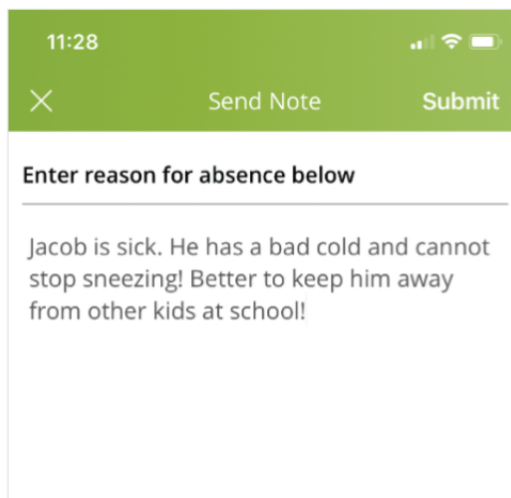 11:28
Send Note Submit
Enter reason for absence below
Jacob is sick. He has a bad cold and cannot
stop sneezing! Better to keep him away
from other kids at school!